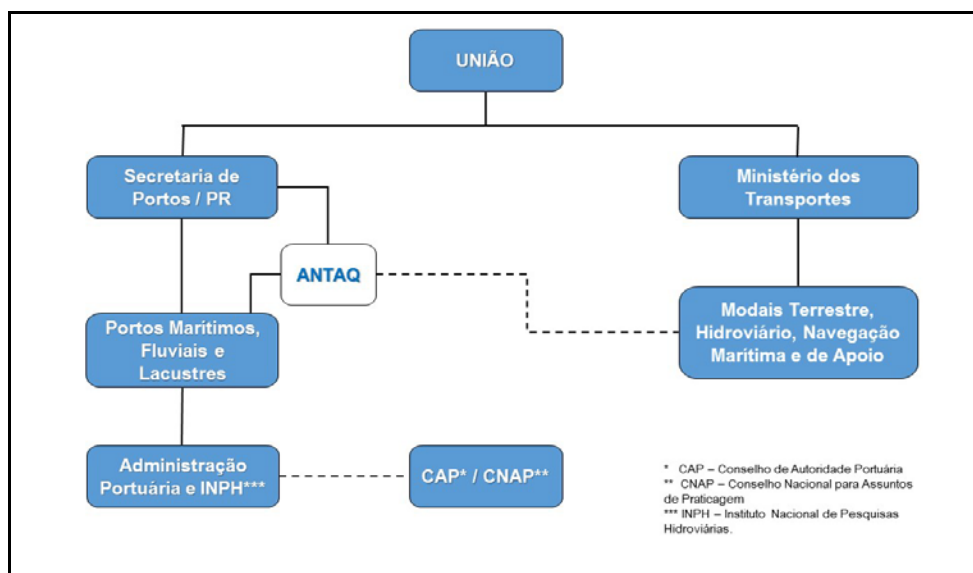 UNIÃO
Secretaria de
Portos / PR
Ministério dos
Transportes
ANTAQ
Portos Marítimos,
Fluviais e
Lacustres
Modais Terrestre,
Hidroviário, Navegação
Marítima e de Apoio
Administração
Portuária e INPH***
CAP* / CNAP**
* CAP – Conselho de Autoridade Portuária
** CNAP – Conselho Nacional para Assuntos
de Praticagem
*** INPH – Instituto Nacional de Pesquisas
Hidroviárias.